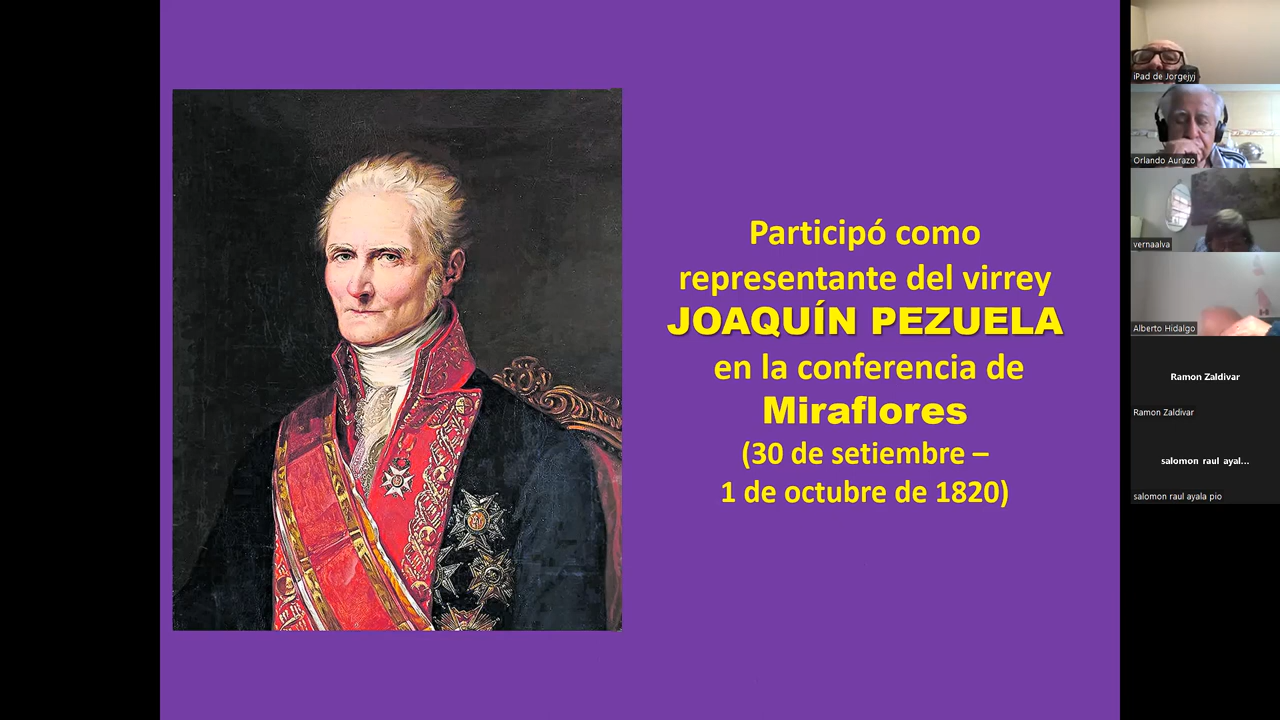 Participó como
representante del virrey
JOAQUÍN PEZUELA
en la conferencia de
Miraflores
(30 de setiembre –
1 de octubre de 1820)
iPad de Jorgejyj
Orlando Aurazo
vernaalva
Alberto Hidalgo
Ramon Zaldivar
Ramon Zaldivar
salomon raul ayal...
salomon raul ayala pio